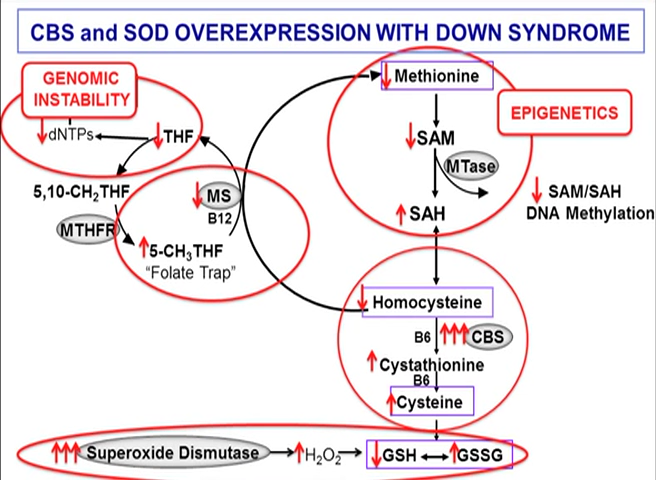 CBS and SOD OVEREXPRESSION WITH DOWN SYNDROME
GENOMIC
INSTABILITY
dNTPs
THF
5,10-CH₂THF
MTHFR
5-CH₃THF
"Folate Trap"
MS
B12
Methionine
EPIGENETICS
SAM
MTase
SAH
SAM/SAH
DNA Methylation
Homocysteine
B6
CBS
Cystathionine
B6
Cysteine
Superoxide Dismutase
H₂O₂
GSH
GSSG